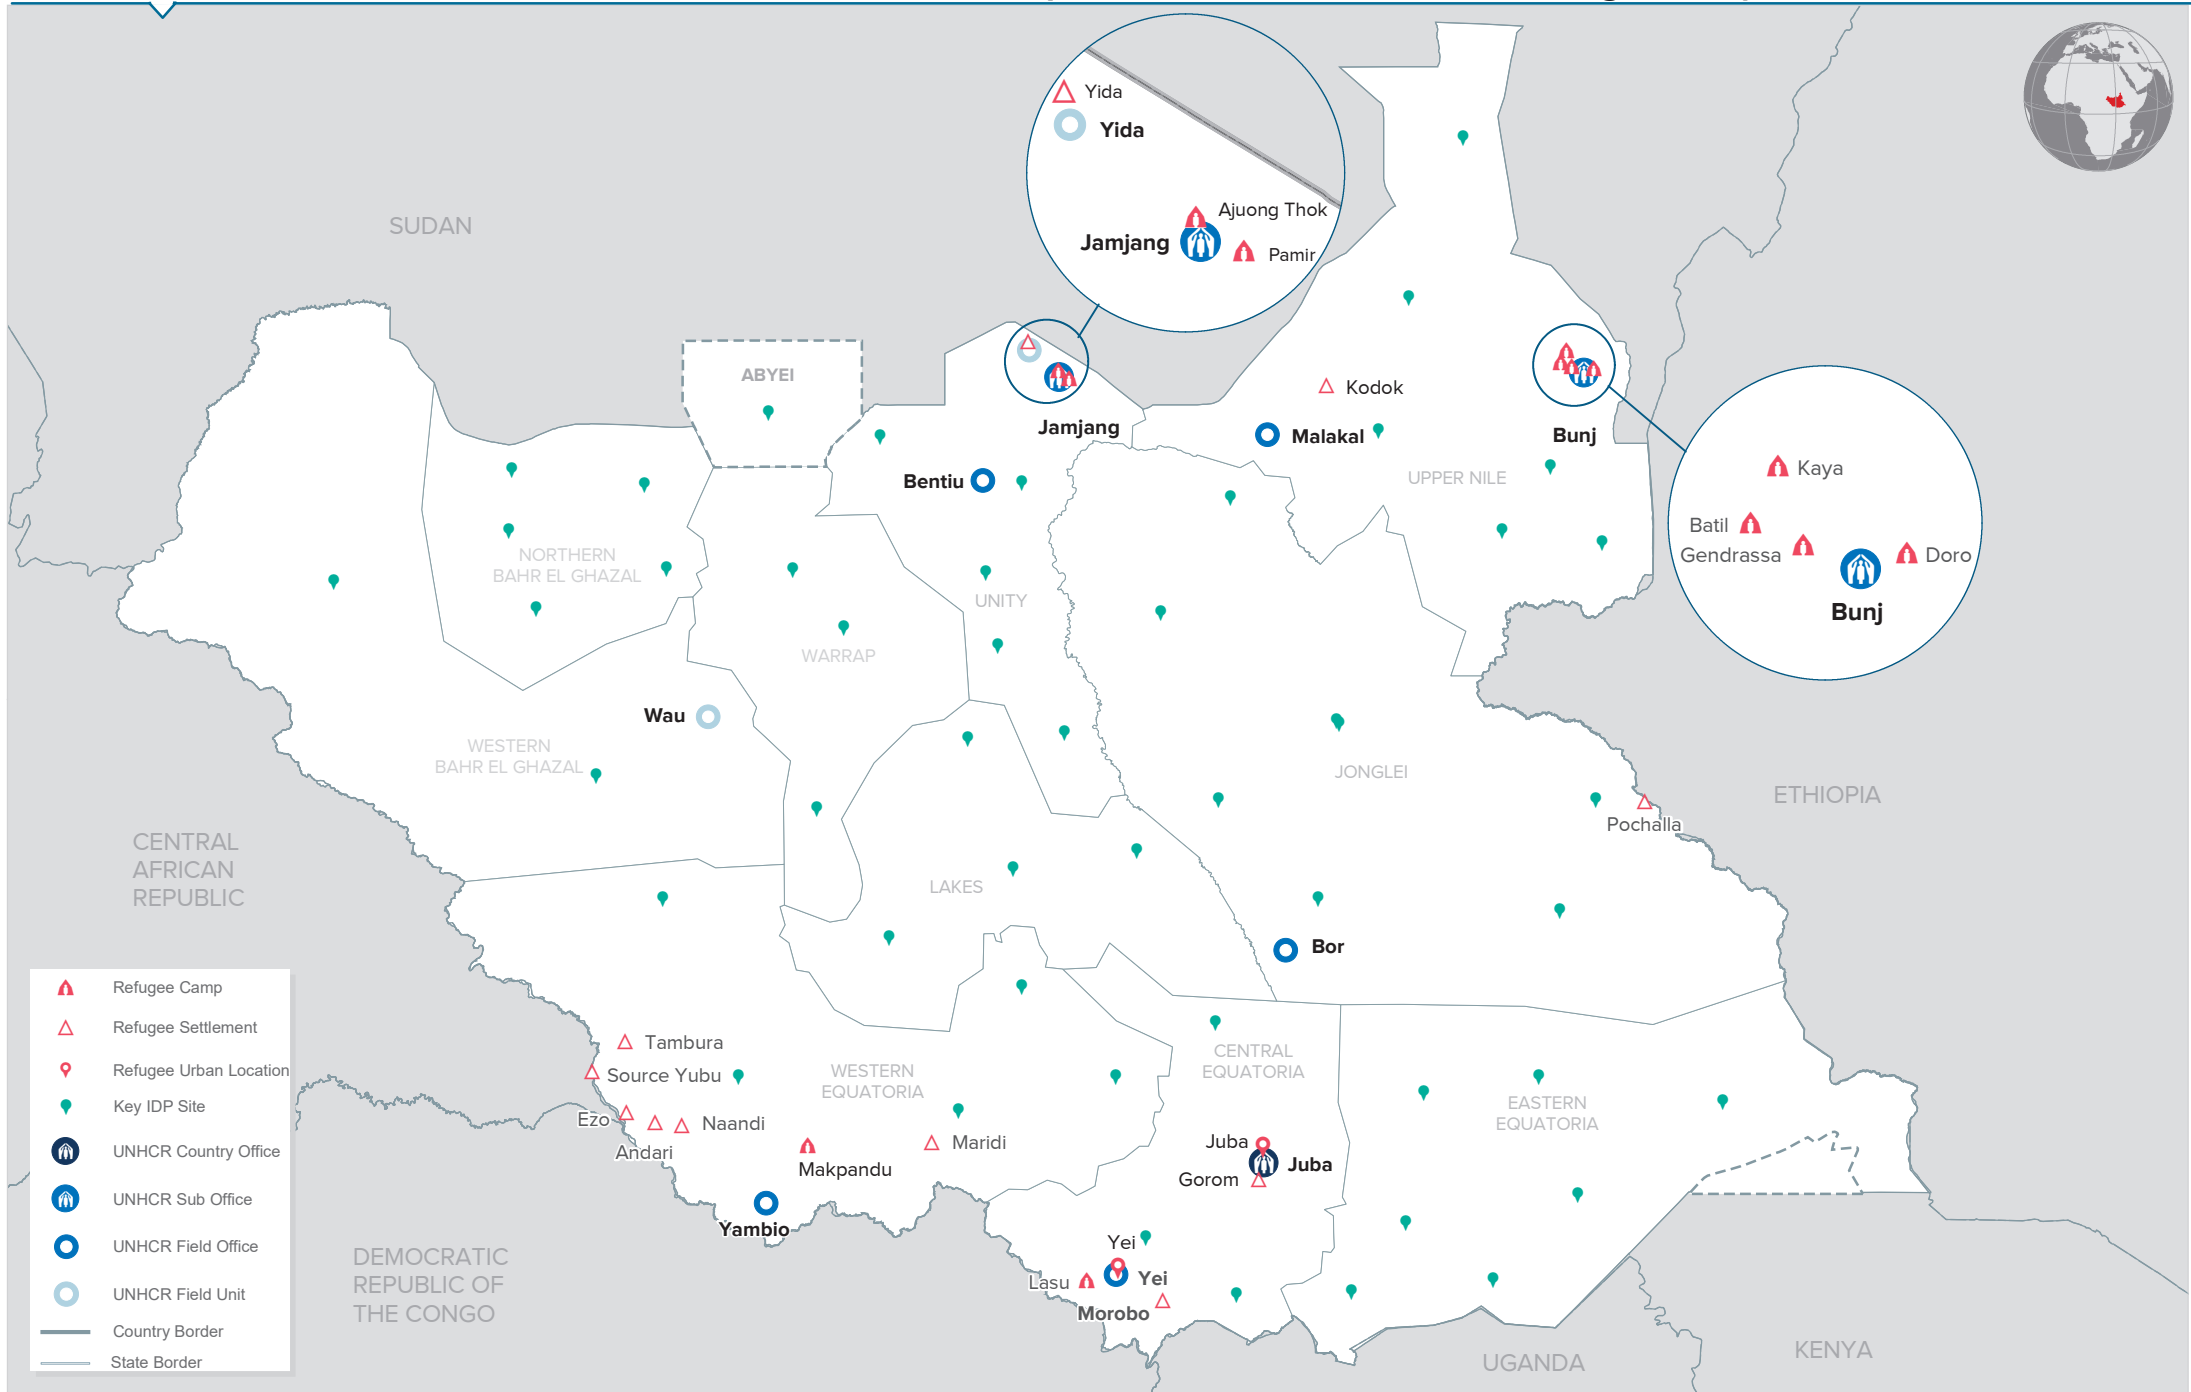 Yida
Yida
Ajuong Thok
Jamjang
Pamir
SUDAN
ABYEI
Kodok
Jamjang
Malakal
Bunj
Bentiu
UPPER NILE
Kaya
Batil
Gendrassa
Doro
Bunj
NORTHERN
BAHR EL GHAZAL
UNITY
WARRAP
Wau
WESTERN
BAHR EL GHAZAL
JONGLEI
ETHIOPIA
Pochalla
CENTRAL
AFRICAN
REPUBLIC
LAKES
Bor
Tambura
Source Yubu
Ezo
Naandi
Andari
WESTERN
EQUATORIA
Makpandu
Maridi
Yambio
CENTRAL
EQUATORIA
EASTERN
EQUATORIA
Juba
Juba
Gorom
Yei
Lasu
Yei
Morobo
DEMOCRATIC
REPUBLIC OF
THE CONGO
UGANDA
KENYA
Refugee Camp
Refugee Settlement
Refugee Urban Location
Key IDP Site
UNHCR Country Office
UNHCR Sub Office
UNHCR Field Office
UNHCR Field Unit
Country Border
State Border